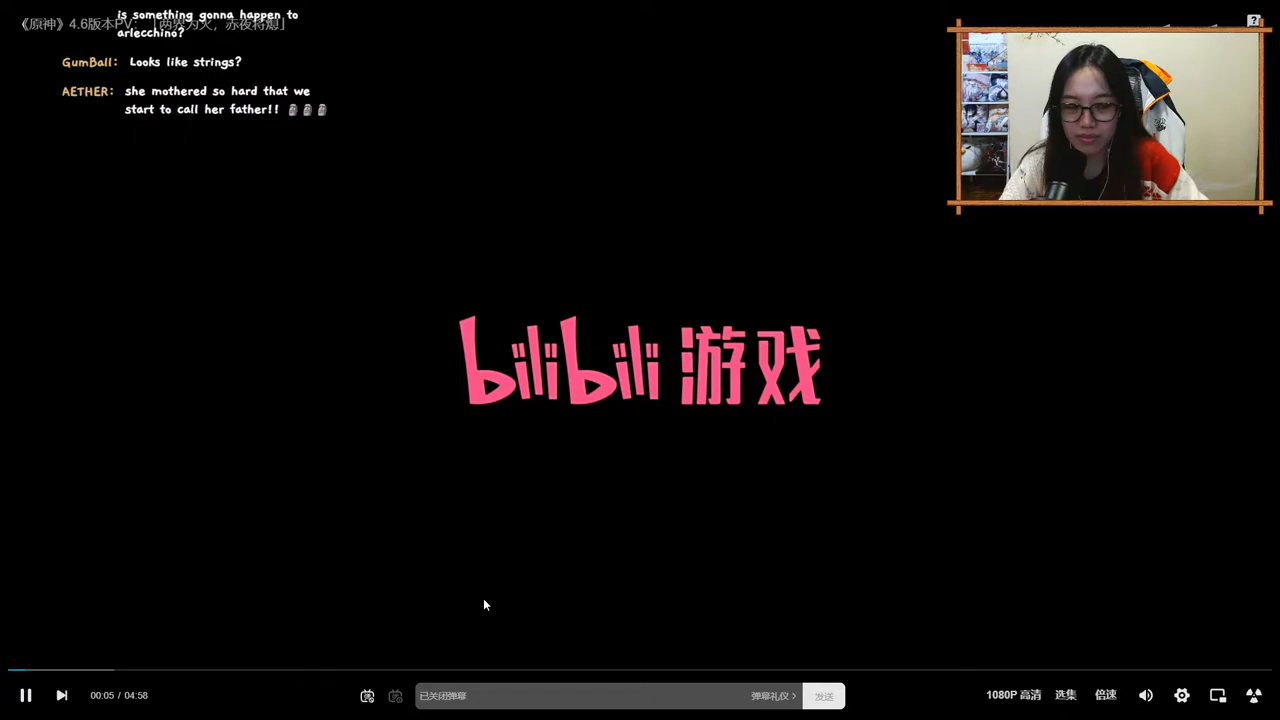 is something gonna happen to
《原神》4.6版本PV：「两界为火，赤夜将熄」
arlecchino?
GumBall: Looks like strings?
AETHER: she mothered so hard that we
start to call her father!! 🗿🗿🗿
?
bilibili 游戏
00:05 / 04:58
已关闭弹幕
弹幕礼仪 >
发送
1080P 高清
选集
倍速